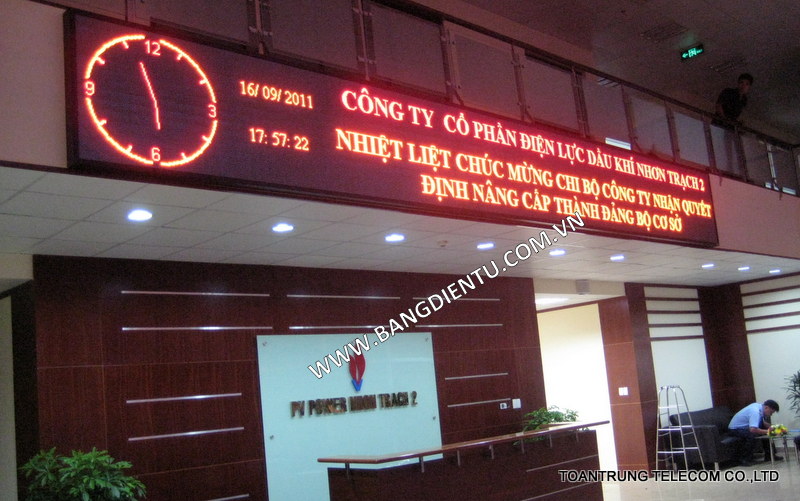 12
3
6
9
16/ 09/ 2011
17: 57: 22
CÔNG TY CỔ PHẦN ĐIỆN LỰC DẦU KHÍ NHƠN TRẠCH 2
NHIỆT LIỆT CHÚC MỪNG CHI BỘ CÔNG TY NHẬN QUYẾT
ĐỊNH NÂNG CẤP THÀNH ĐẢNG BỘ CƠ SỞ
WWW.BANGDIENTU.COM.VN
PV POWER NHON TRACH 2
TOANTRUNG TELECOM CO.,LTD